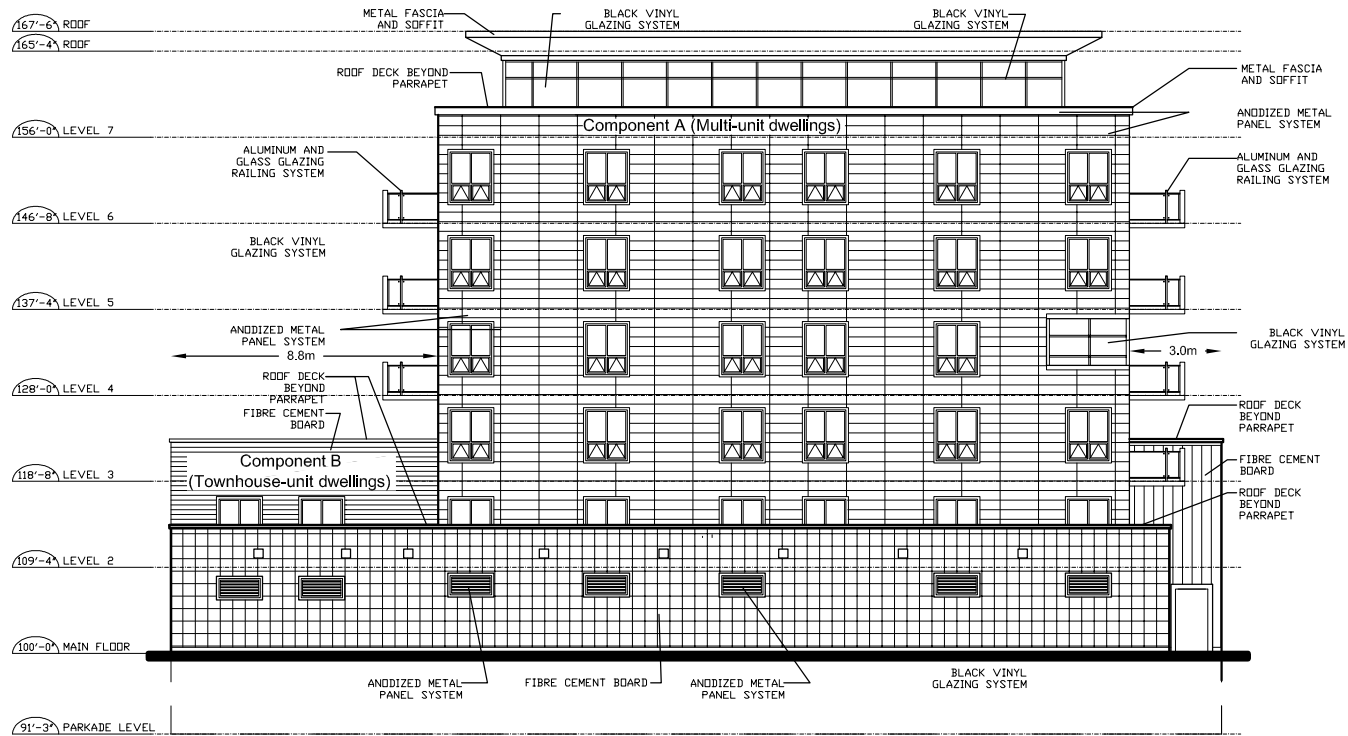 167'-6" ROOF
165'-4" ROOF
METAL FASCIA
AND SOFFIT
BLACK VINYL
GLAZING SYSTEM
BLACK VINYL
GLAZING SYSTEM
ROOF DECK BEYOND
PARRAPET
METAL FASCIA
AND SOFFIT
156'-0" LEVEL 7
Component A (Multi-unit dwellings)
ANODIZED METAL
PANEL SYSTEM
ALUMINUM AND
GLASS GLAZING
RAILING SYSTEM
ALUMINUM AND
GLASS GLAZING
RAILING SYSTEM
146'-8" LEVEL 6
BLACK VINYL
GLAZING SYSTEM
137'-4" LEVEL 5
ANODIZED METAL
PANEL SYSTEM
BLACK VINYL
GLAZING SYSTEM
8.8m
3.0m
ROOF DECK
BEYOND
PARRAPET
128'-0" LEVEL 4
FIBRE CEMENT
BOARD
ROOF DECK
BEYOND
PARRAPET
Component B
(Townhouse-unit dwellings)
FIBRE CEMENT
BOARD
118'-8" LEVEL 3
ROOF DECK
BEYOND
PARRAPET
109'-4" LEVEL 2
100'-0" MAIN FLOOR
ANODIZED METAL
PANEL SYSTEM
FIBRE CEMENT BOARD
ANODIZED METAL
PANEL SYSTEM
BLACK VINYL
GLAZING SYSTEM
91'-3" PARKADE LEVEL